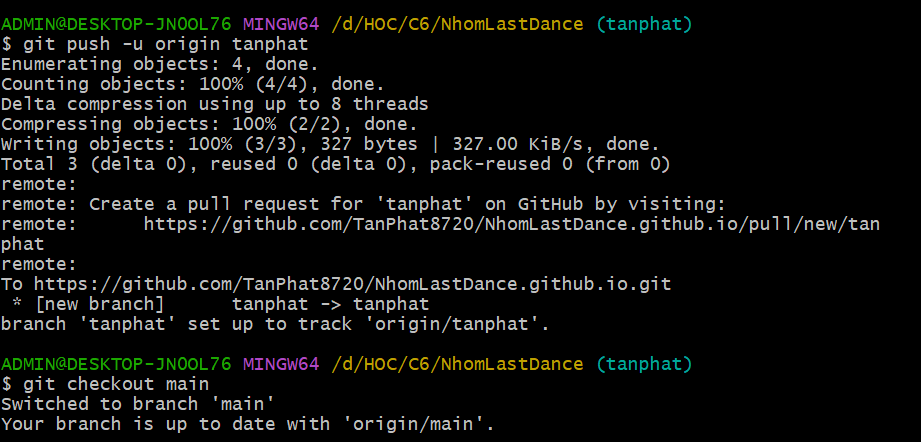 ADMIN@DESKTOP-JNOOL76 MINGW64 /d/HOC/C6/NhomLastDance (tanphat)
$ git push -u origin tanphat
Enumerating objects: 4, done.
Counting objects: 100% (4/4), done.
Delta compression using up to 8 threads
Compressing objects: 100% (2/2), done.
Writing objects: 100% (3/3), 327 bytes | 327.00 KiB/s, done.
Total 3 (delta 0), reused 0 (delta 0), pack-reused 0 (from 0)
remote:
remote: Create a pull request for 'tanphat' on GitHub by visiting:
remote:      https://github.com/TanPhat8720/NhomLastDance.github.io/pull/new/tan
phat
remote:
To https://github.com/TanPhat8720/NhomLastDance.github.io.git
 * [new branch]      tanphat -> tanphat
branch 'tanphat' set up to track 'origin/tanphat'.
ADMIN@DESKTOP-JNOOL76 MINGW64 /d/HOC/C6/NhomLastDance (tanphat)
$ git checkout main
Switched to branch 'main'
Your branch is up to date with 'origin/main'.